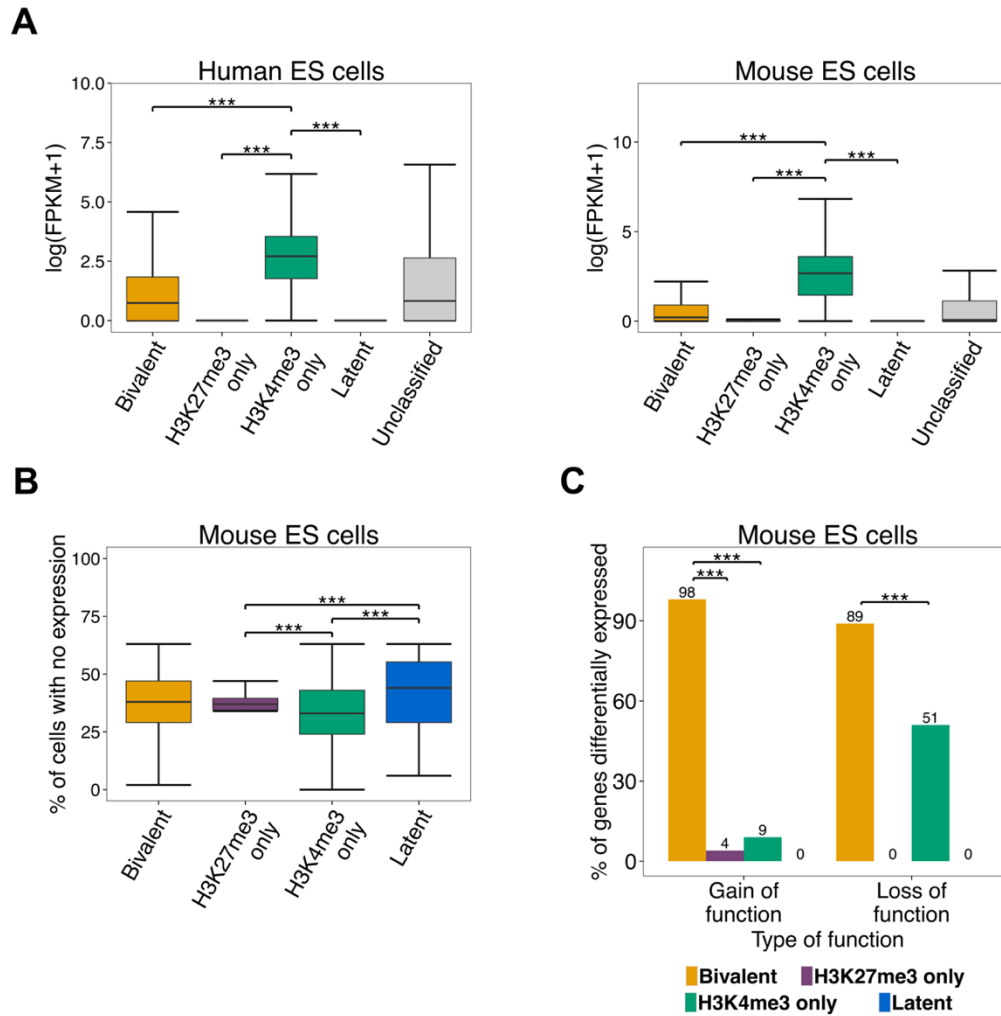 A
Human ES cells
log(FPKM+1)
10.0
7.5
5.0
2.5
0.0
***
***
***
Bivalent
H3K27me3
only
H3K4me3
only
Latent
Unclassified
Mouse ES cells
log(FPKM+1)
10
5
0
***
***
***
Bivalent
H3K27me3
only
H3K4me3
only
Latent
Unclassified
B
Mouse ES cells
% of cells with no expression
100
75
50
25
0
***
***
***
Bivalent
H3K27me3
only
H3K4me3
only
Latent
C
Mouse ES cells
% of genes differentially expressed
90
60
30
0
***
***
***
98
4
9
0
89
0
51
0
Gain of
function
Loss of
function
Type of function
Bivalent H3K27me3 only
H3K4me3 only Latent